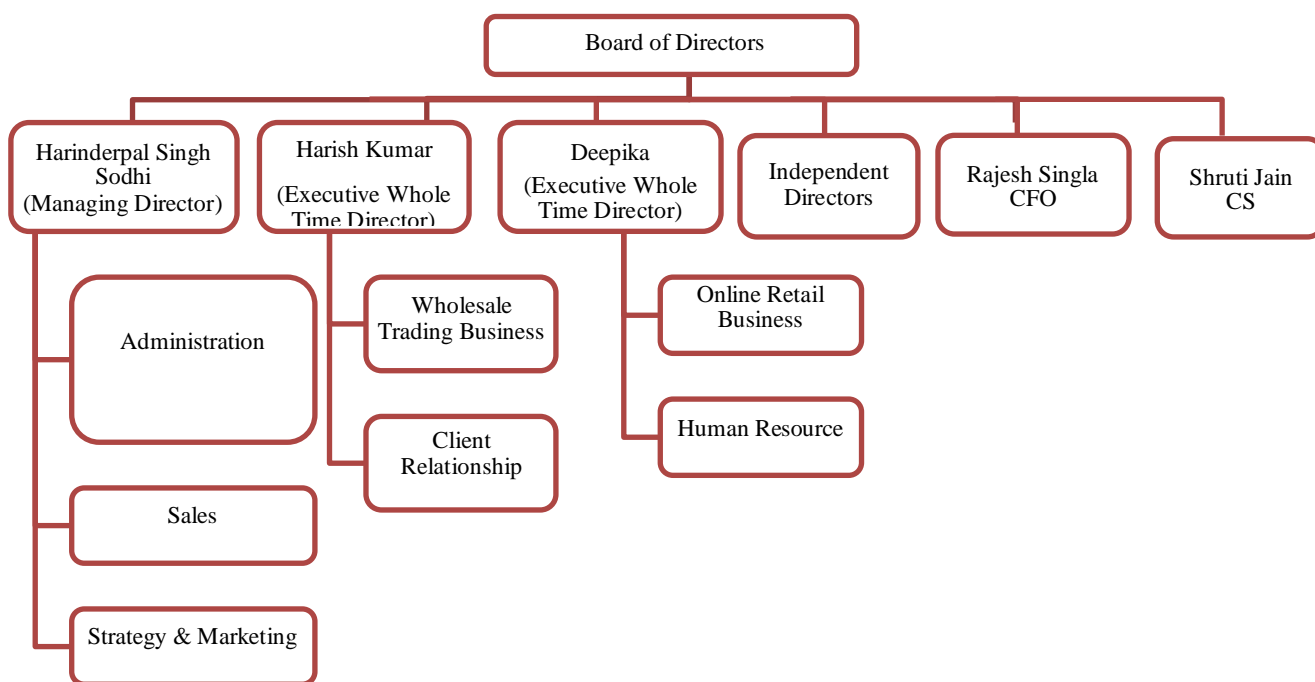 Board of Directors
Harinderpal Singh
Sodhi
(Managing Director)
Harish Kumar
(Executive Whole
Time Director)
Deepika
(Executive Whole
Time Director)
Independent
Directors
Rajesh Singla
CFO
Shruti Jain
CS
Administration
Sales
Strategy & Marketing
Wholesale
Trading Business
Client
Relationship
Online Retail
Business
Human Resource